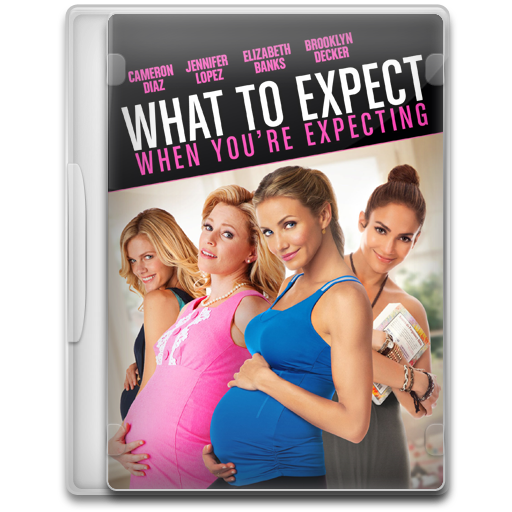 CAMERON DIAZ
JENNIFER LOPEZ
ELIZABETH BANKS
BROOKLYN DECKER
WHAT TO EXPECT
WHEN YOU'RE EXPECTING